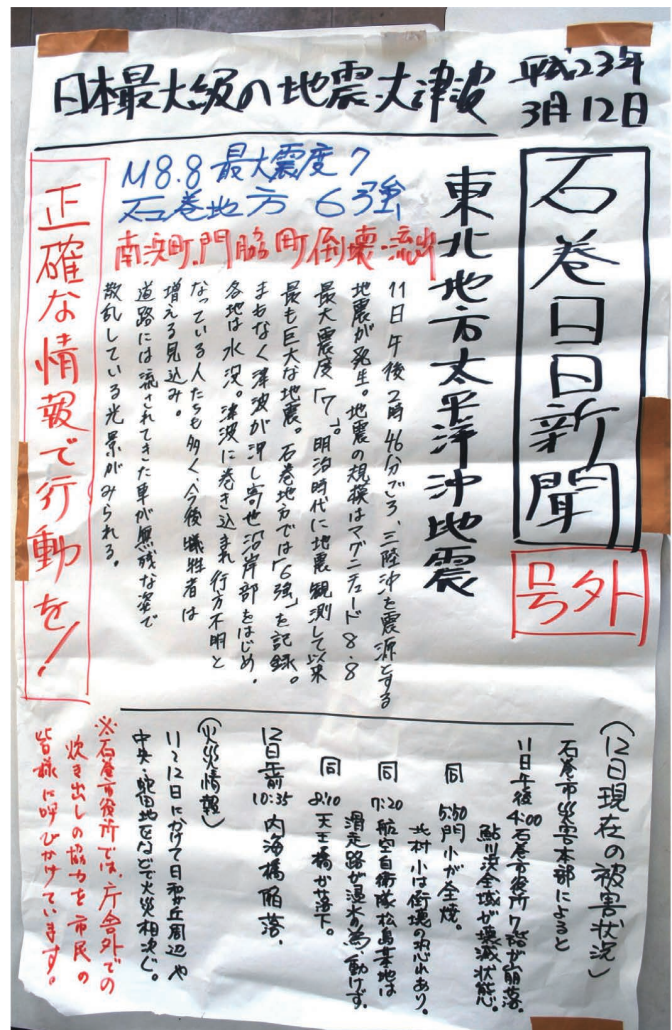 日本最大級の地震・大津波
平成23年
3月12日
石巻日日新聞
号外
東北地方太平洋沖地震
M8.8 最大震度7
石巻地方 6強
南浜町、門脇町倒壊・流出
11日午後2時46分ごろ、三陸沖を震源とする
地震が発生。地震の規模はマグニチュード8.8
最大震度「7」。明治時代に地震観測して以来
最も巨大な地震。石巻地方では「6強」を記録。
まもなく津波が押し寄せ沿岸部をはじめ、
各地は水没。津波に巻き込まれ行方不明と
なっている人たちも多く、今後犠牲者は
増える見込み。
道路には流されてきた車が無残な姿で
散乱している光景がみられる。
正確な情報で行動を!
(12日現在の被害状況)
石巻市災害本部によると
11日午後4:00 石巻市役所7階が崩落。
鮎川浜全域が壊滅状態。
同 5:50 門小が全焼。
北村小は倒壊の恐れあり。
同 7:20 航空自衛隊松島基地は
滑走路が浸水の為動けず。
同 8:10 天王橋が落下。
12日午前10:35 内海橋陥落。
(火災情報)
11〜12日にかけて日和が丘周辺や
中央・蛇田地区などで火災相次ぐ。
※石巻市役所では、庁舎外での
炊き出しの協力を市民の
皆様に呼びかけています。